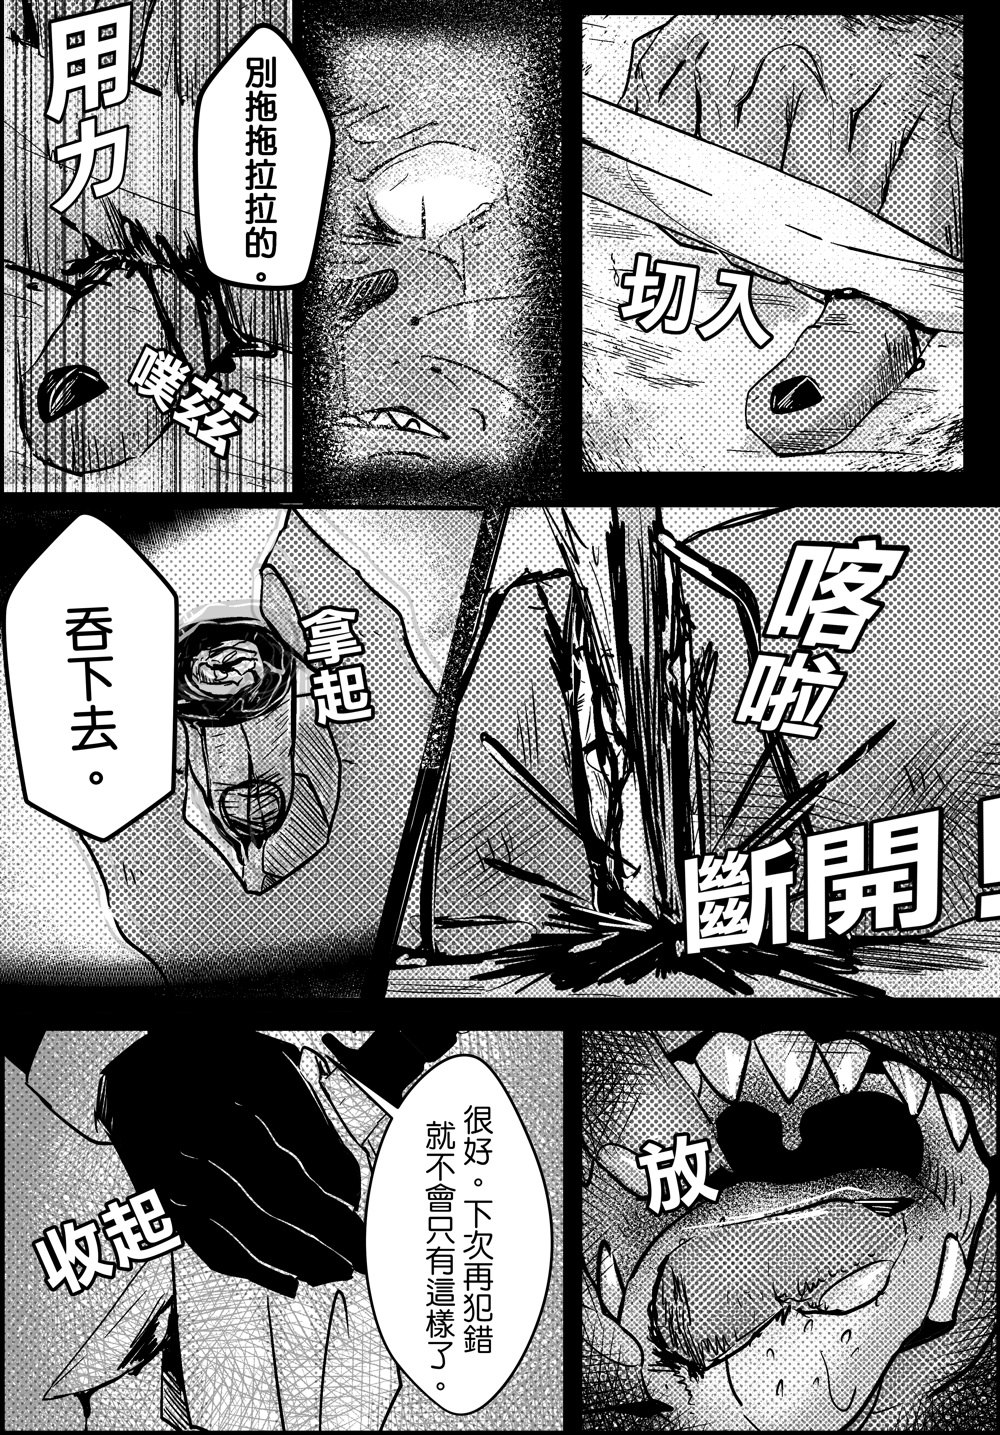 切入
別拖拖拉拉的。
用力
噗茲
喀啦
斷開！
拿起
吞下去。
放
很好。下次再犯錯
就不會只有這樣了。
收起